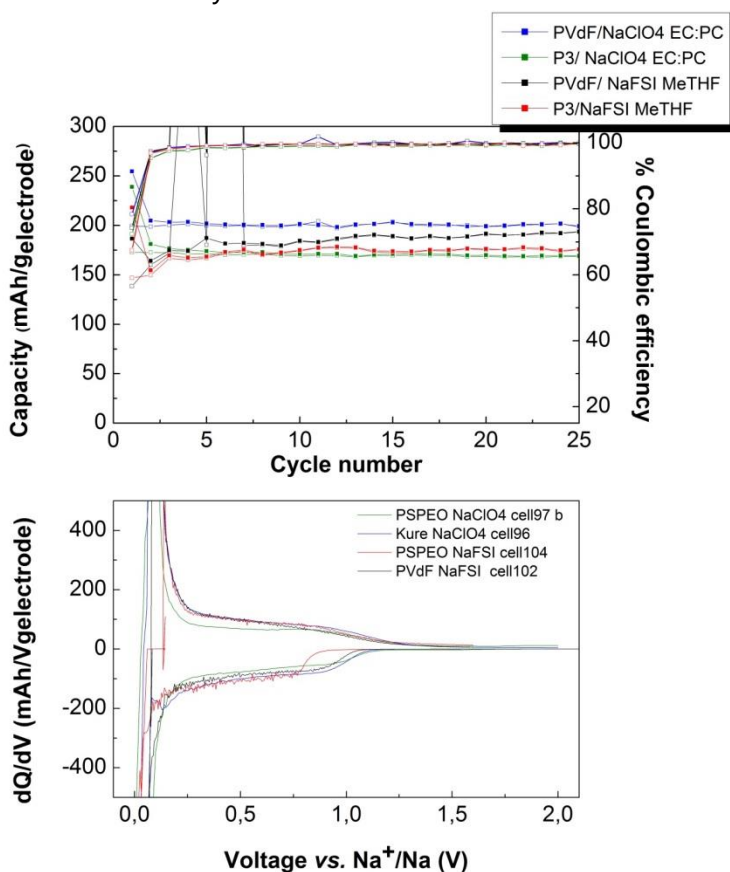 PVdF/NaClO4 EC:PC
P3/ NaClO4 EC:PC
PVdF/ NaFSI MeTHF
P3/NaFSI MeTHF
Capacity (mAh/gelectrode)
300
250
200
150
100
50
0
100
80
60
40
20
% Coulombic efficiency
0 5 10 15 20 25
Cycle number
PSPEO NaClO4 cell97 b
Kure NaClO4 cell96
PSPEO NaFSI cell104
PVdF NaFSI cell102
dQ/dV (mAh/Vgelectrode)
400
200
0
-200
-400
0,0 0,5 1,0 1,5 2,0
Voltage vs. Na+/Na (V)